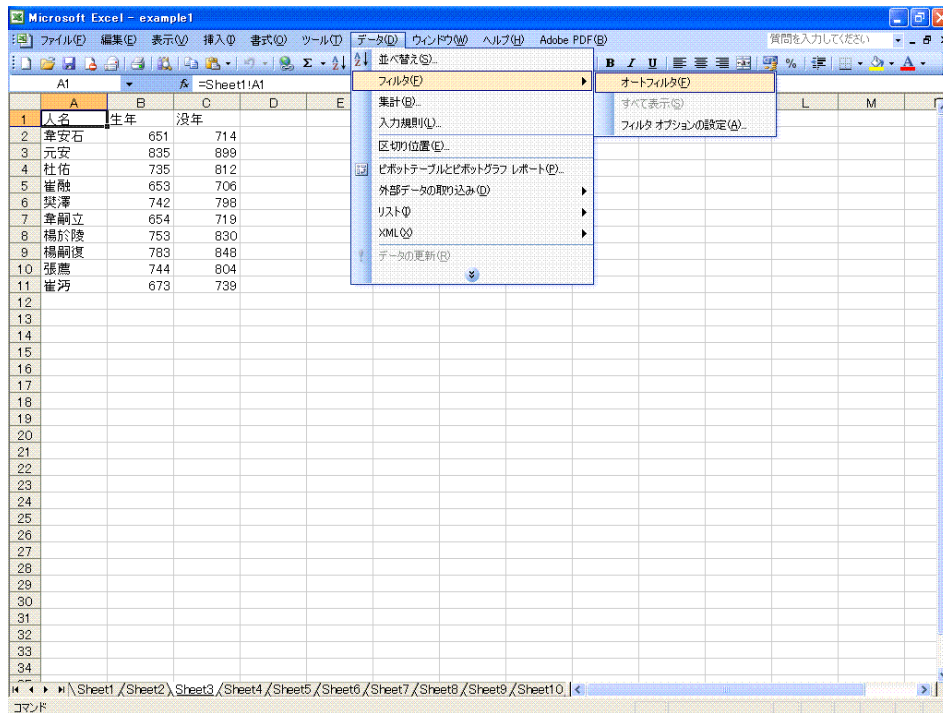 Microsoft Excel - example1
ファイル(F) 編集(E) 表示(V) 挿入(I) 書式(O) ツール(T) データ(D) ウィンドウ(W) ヘルプ(H) Adobe PDF(B) 質問を入力してください
B I U % A
A1 fx =Sheet1!A1
並べ替え(S)...
フィルタ(F)
集計(B)...
入力規則(L)...
区切り位置(E)...
ピボットテーブルとピボットグラフ レポート(P)...
外部データの取り込み(D)
リスト(I)
XML(X)
データの更新(R)
オートフィルタ(F)
すべて表示(S)
フィルタ オプションの設定(A)...
A B C D E L M
1 人名 生年 没年
2 韋安石 651 714
3 元安 835 899
4 杜佑 735 812
5 崔融 653 706
6 樊澤 742 798
7 韋嗣立 654 719
8 楊於陵 753 830
9 楊嗣復 783 848
10 張薦 744 804
11 崔沔 673 739
12
13
14
15
16
17
18
19
20
21
22
23
24
25
26
27
28
29
30
31
32
33
34
Sheet1 Sheet2 Sheet3 Sheet4 Sheet5 Sheet6 Sheet7 Sheet8 Sheet9 Sheet10
コマンド